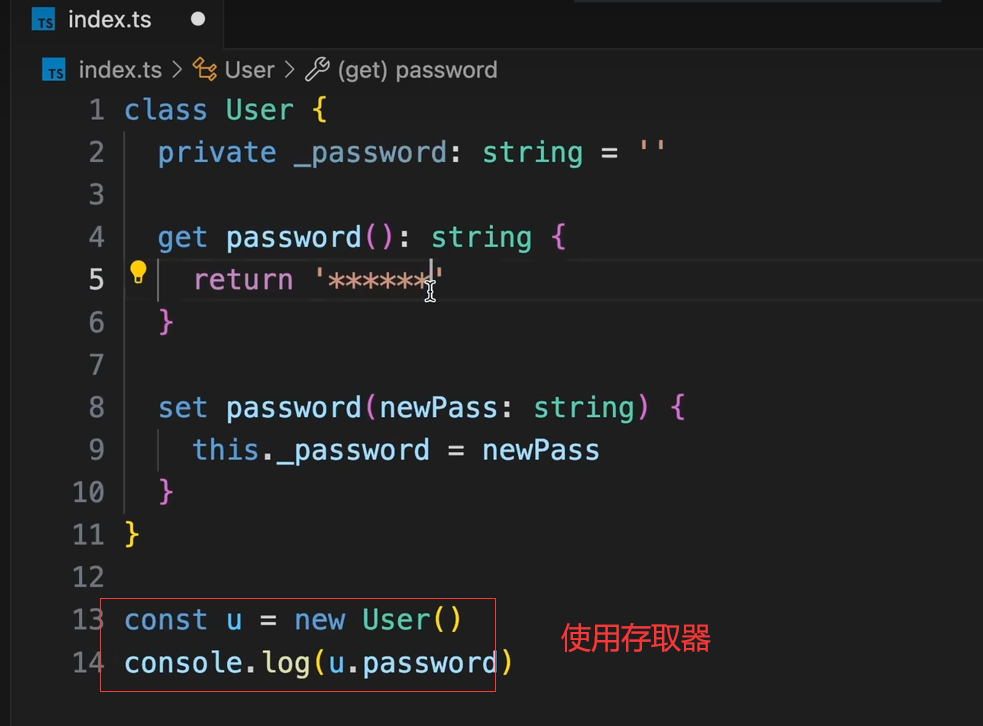 TS index.ts
TS index.ts > User > (get) password
1 class User {
2   private _password: string = ''
3
4   get password(): string {
5     return '******'
6   }
7
8   set password(newPass: string) {
9     this._password = newPass
10   }
11 }
12
13 const u = new User()
使用存取器
14 console.log(u.password)